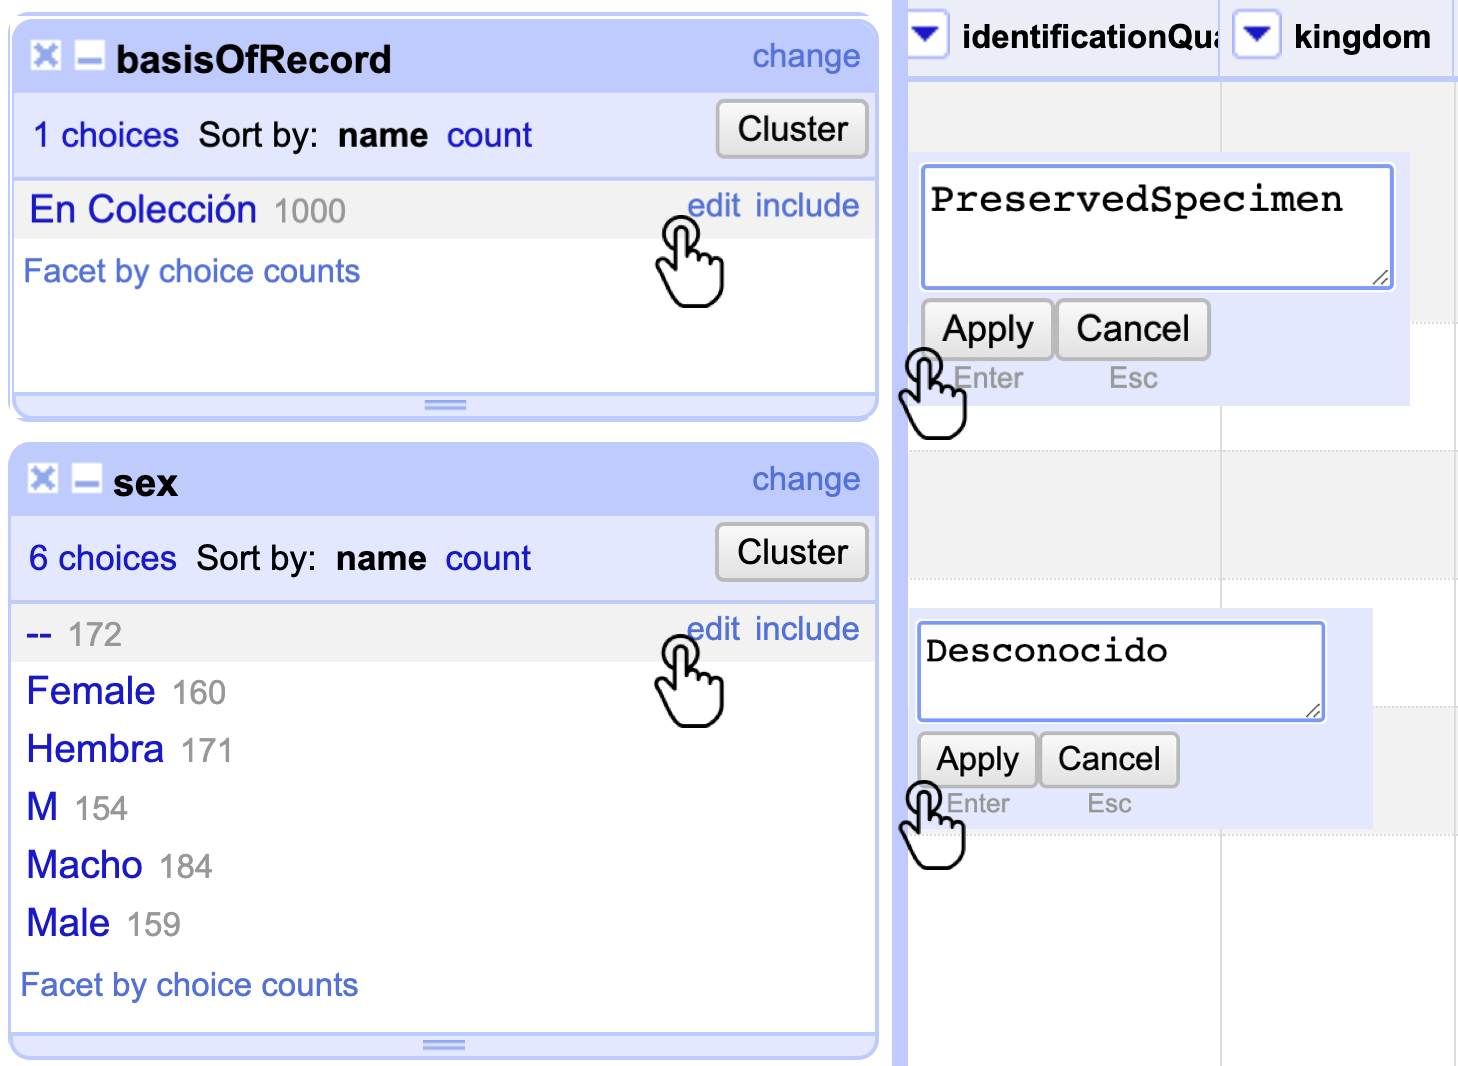 basisOfRecord change
1 choices Sort by: name count Cluster
En Colección 1000 edit include
Facet by choice counts
sex change
6 choices Sort by: name count Cluster
-- 172 edit include
Female 160
Hembra 171
M 154
Macho 184
Male 159
Facet by choice counts
kingdom
PreservedSpecimen
Apply Cancel
Enter Esc
Desconocido
Apply Cancel
Enter Esc